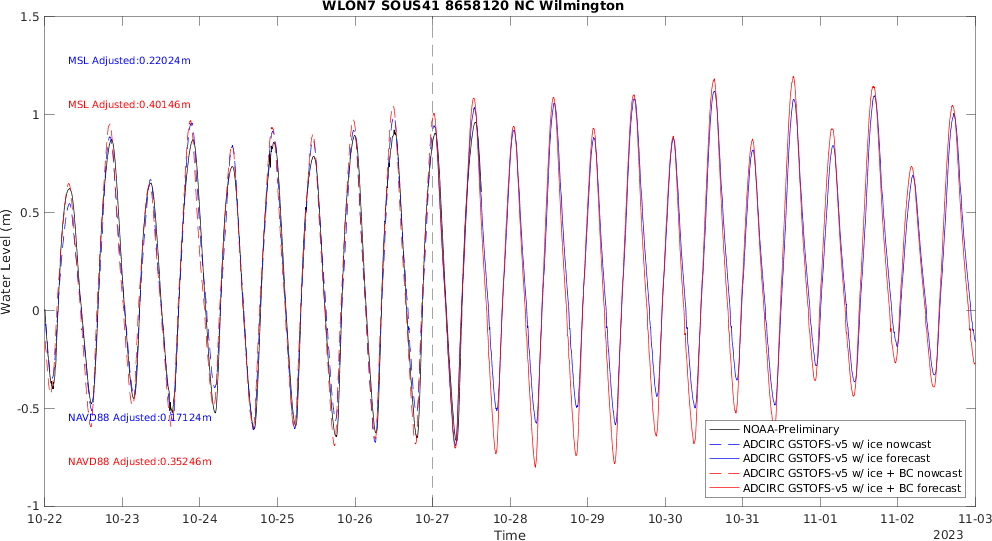 WLON7 SOUS41 8658120 NC Wilmington
1.5
1
0.5
0
-0.5
-1
Water Level (m)
MSL Adjusted:0.22024m
MSL Adjusted:0.40146m
NAVD88 Adjusted:0.17124m
NAVD88 Adjusted:0.35246m
NOAA-Preliminary
ADCIRC GSTOFS-v5 w/ ice nowcast
ADCIRC GSTOFS-v5 w/ ice forecast
ADCIRC GSTOFS-v5 w/ ice + BC nowcast
ADCIRC GSTOFS-v5 w/ ice + BC forecast
10-22 10-23 10-24 10-25 10-26 10-27 10-28 10-29 10-30 10-31 11-01 11-02 11-03
Time
2023